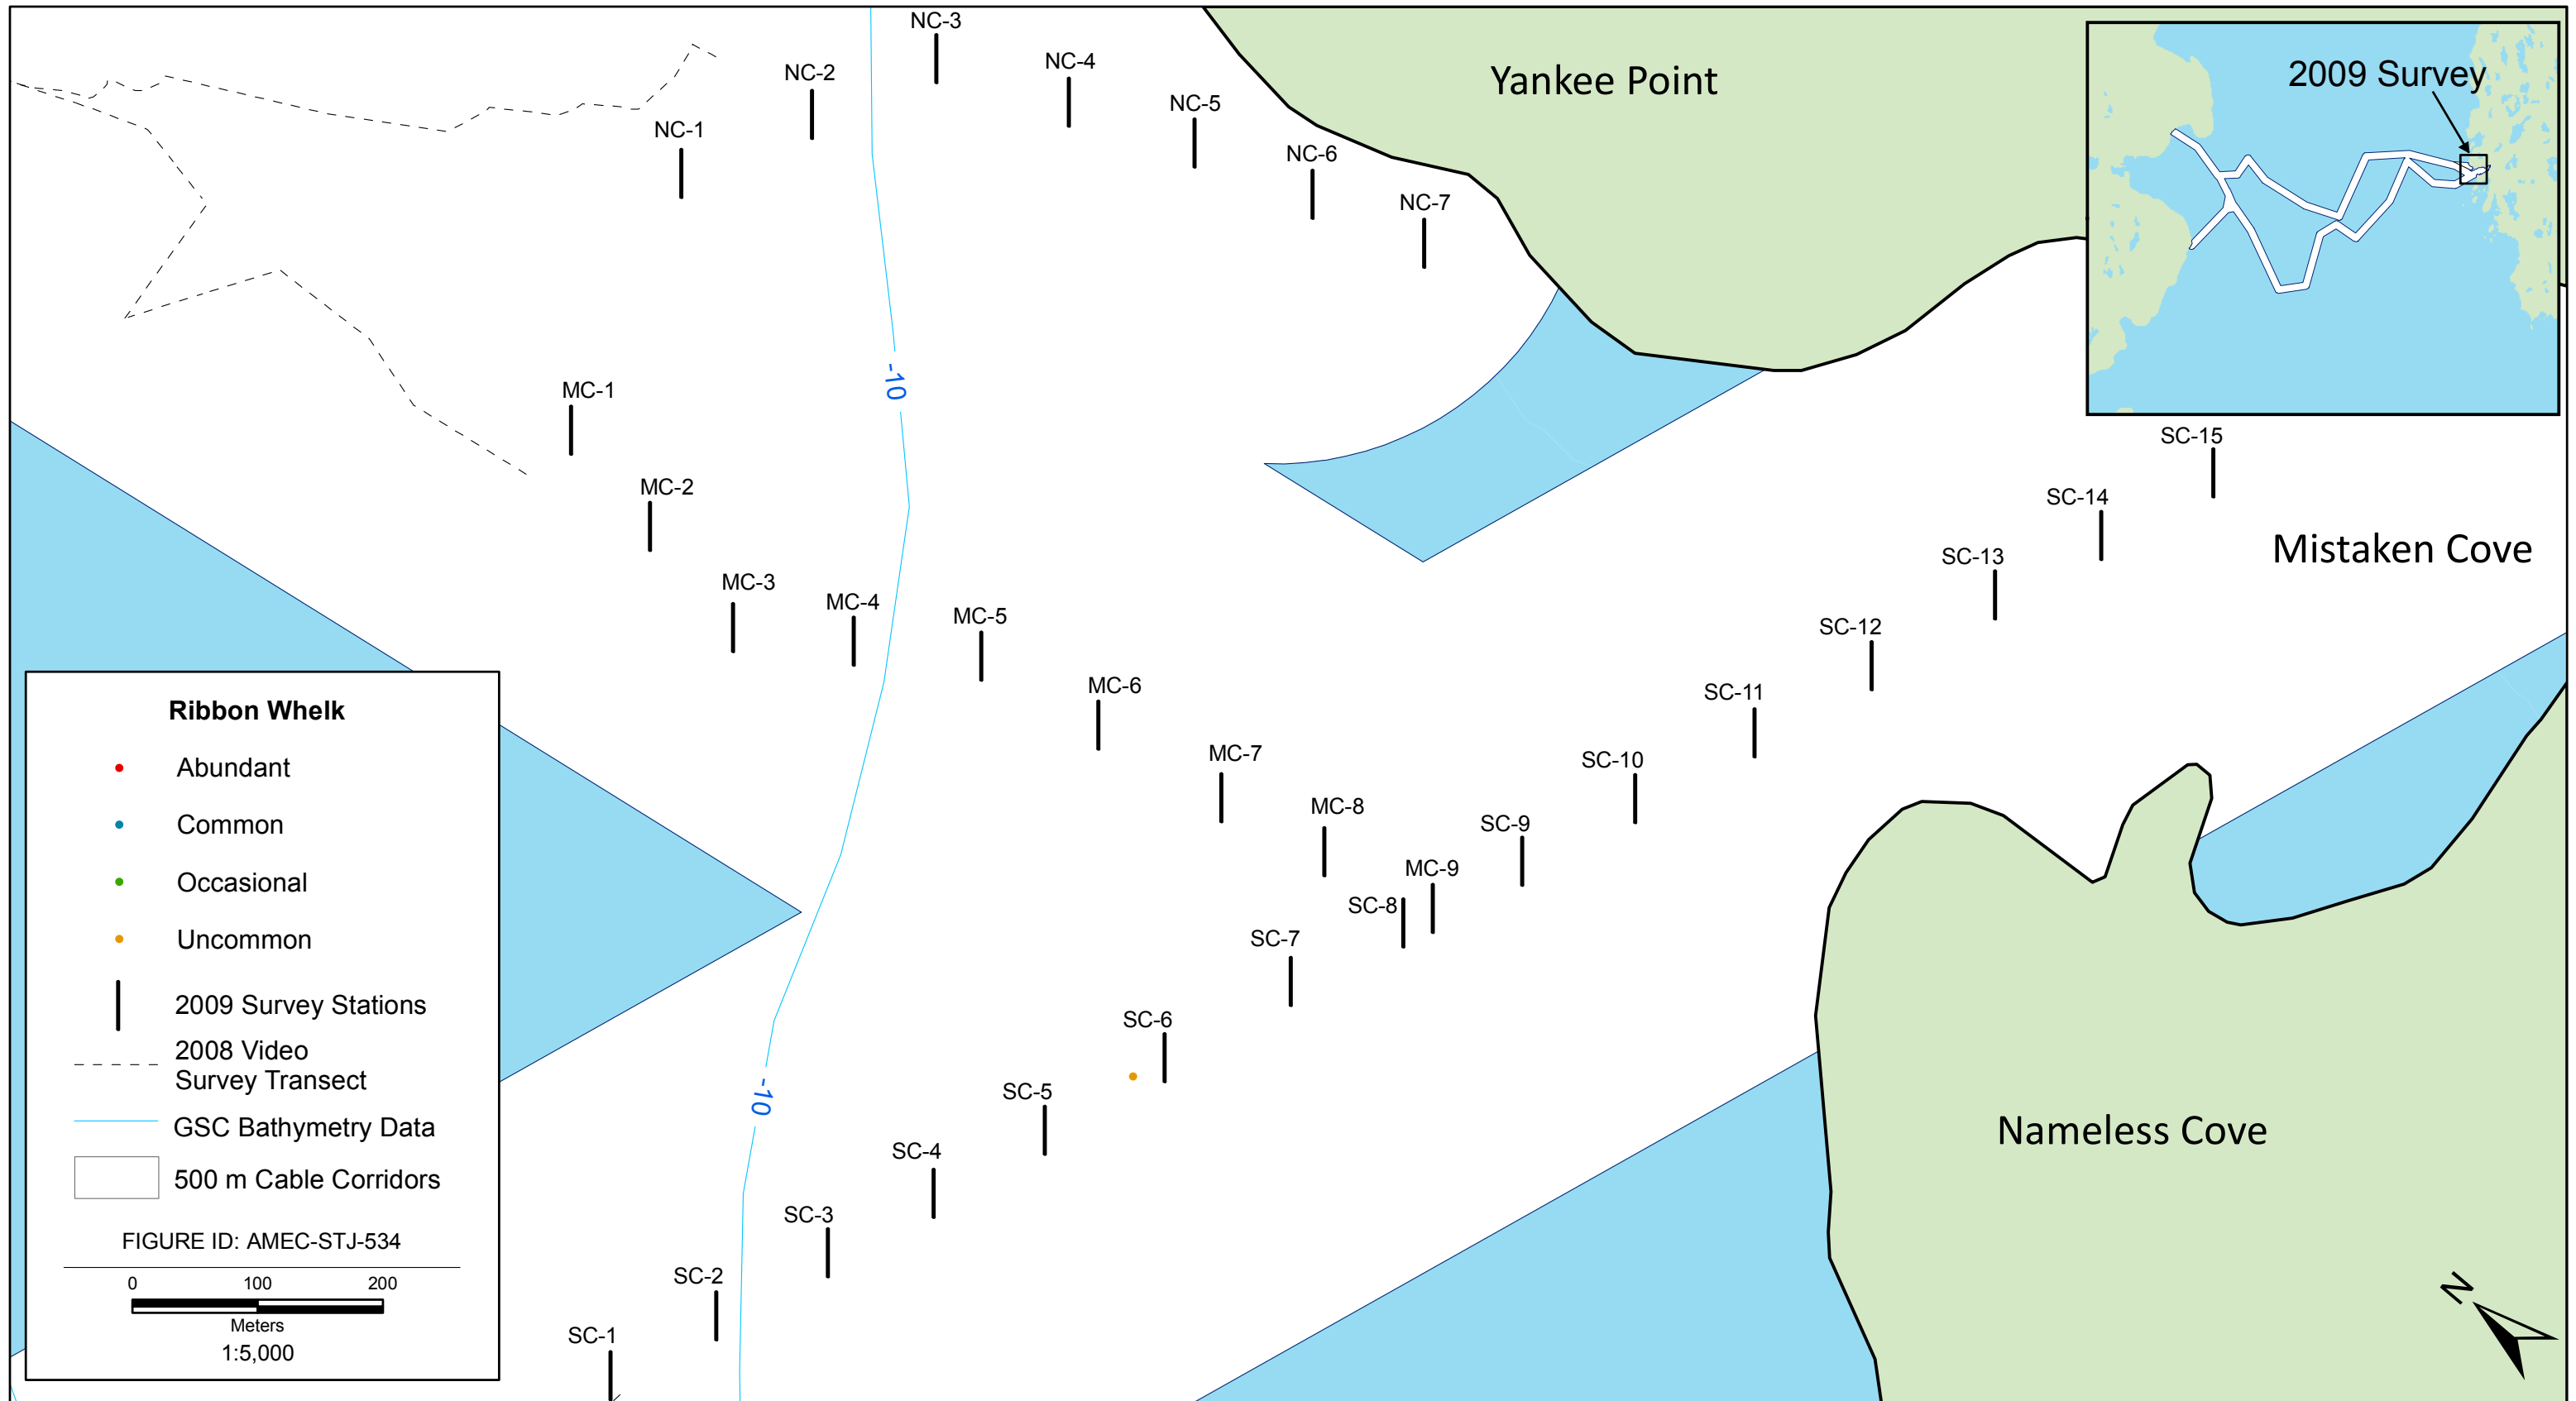 NC-3
NC-4
NC-2
NC-5
NC-1
NC-6
NC-7
Yankee Point
2009 Survey
-10
MC-1
MC-2
MC-3
MC-4
MC-5
MC-6
MC-7
MC-8
MC-9
SC-15
SC-14
SC-13
SC-12
SC-11
SC-10
SC-9
SC-8
SC-7
SC-6
SC-5
SC-4
SC-3
SC-2
SC-1
-10
Mistaken Cove
Nameless Cove
N
Ribbon Whelk
Abundant
Common
Occasional
Uncommon
2009 Survey Stations
2008 Video
Survey Transect
GSC Bathymetry Data
500 m Cable Corridors
FIGURE ID: AMEC-STJ-534
0 100 200
Meters
1:5,000